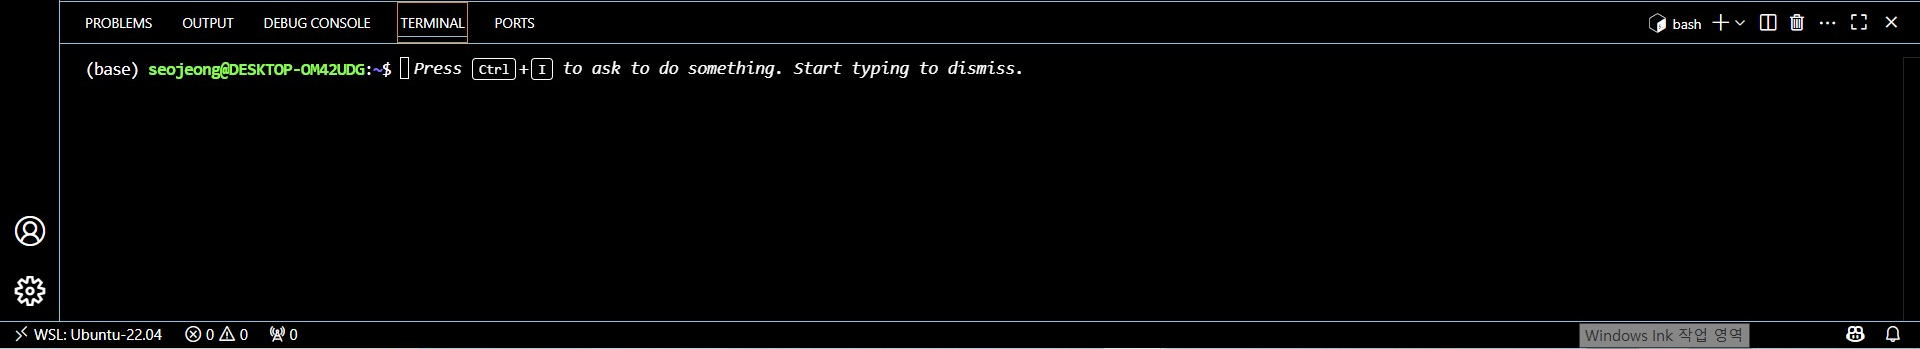 PROBLEMS OUTPUT DEBUG CONSOLE TERMINAL PORTS bash
(base) seojeong@DESKTOP-OM42UDG:~$ Press Ctrl+I to ask to do something. Start typing to dismiss.
WSL: Ubuntu-22.04 0 0 0 Windows Ink 작업 영역